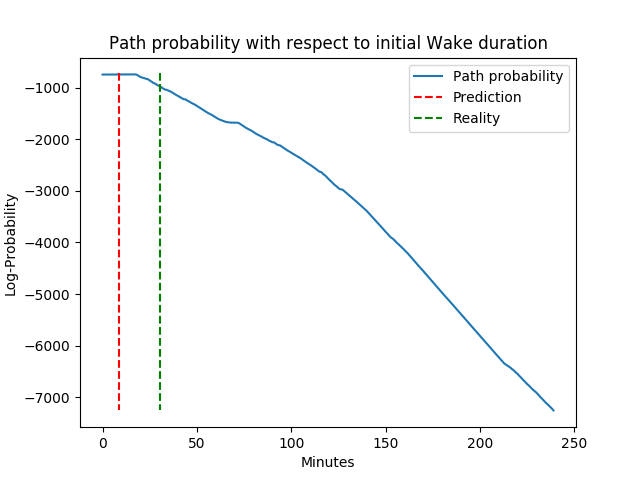 Path probability with respect to initial Wake duration
Path probability
Prediction
Reality
−1000
−2000
−3000
−4000
−5000
−6000
−7000
Log-Probability
0 50 100 150 200 250
Minutes